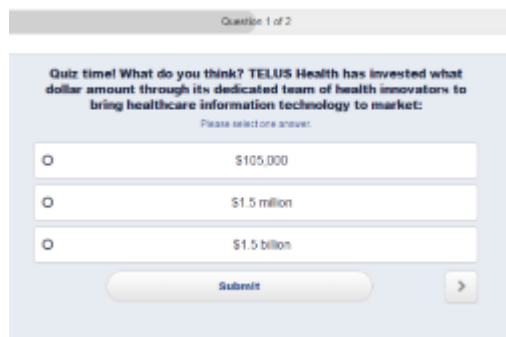 Question 1 of 2
Quiz time! What do you think? TELUS Health has invested what
dollar amount through its dedicated team of health innovators to
bring healthcare information technology to market:
Please select one answer.
$105,000
$1.5 million
$1.5 billion
Submit